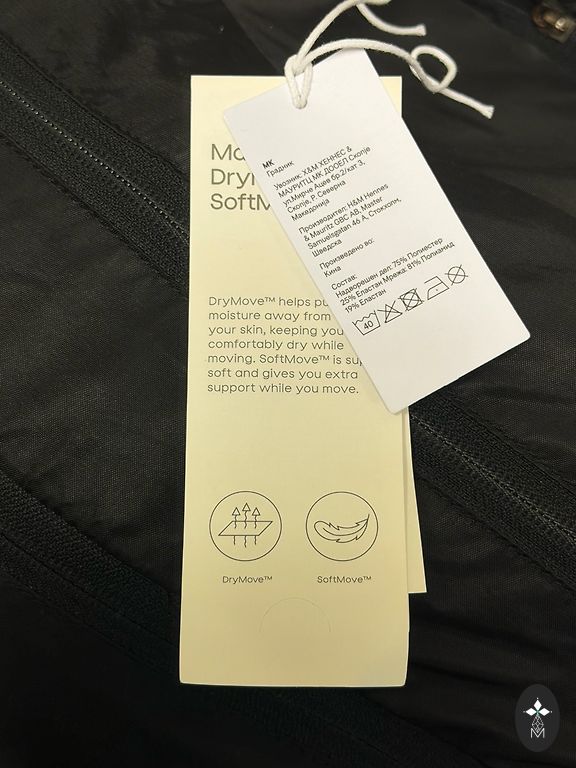 Mo
Dry
SoftM
DryMove™ helps pu
moisture away from
your skin, keeping you
comfortably dry while
moving. SoftMove™ is su
soft and gives you extra
support while you move.
DryMove™
SoftMove™
MK
Градник
Увозник: Х&М ХЕННЕС &
МАУРИТЦ МК ДООЕЛ Скопје
ул.Мирче Ацев бр.2/кат 3,
Скопје, Р. Северна
Македонија
Производител: H&M Hennes
& Mauritz GBC AB, Master
Samuelsgatan 46 A, Стокхолм,
Шведска
Произведено во:
Кина
Состав:
Надворешен дел: 75% Полиестер
25% Еластан Мрежа: 81% Полиамид
19% Еластан
40
M